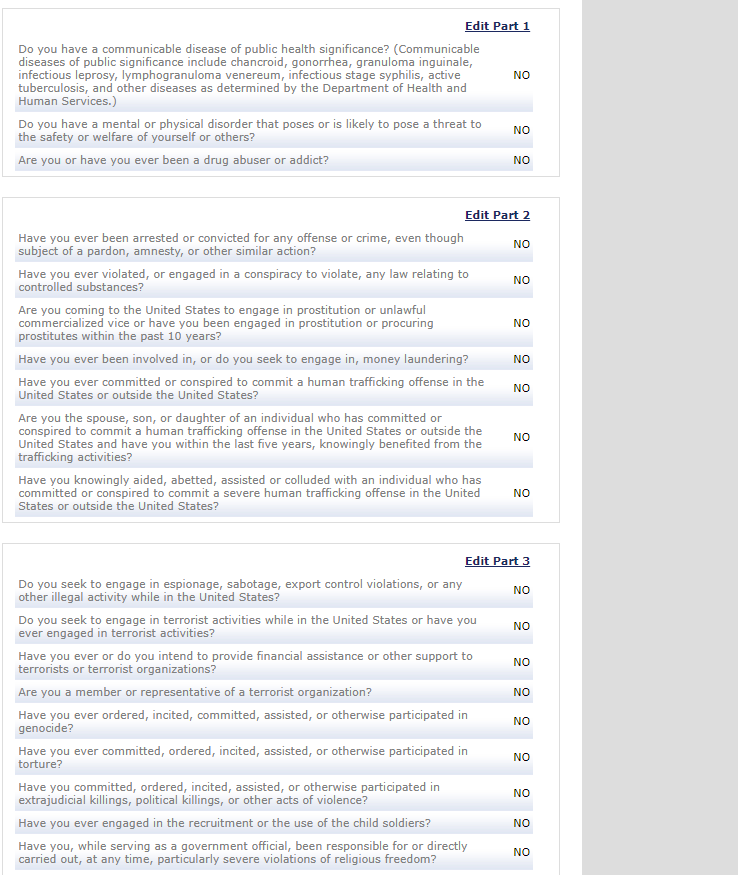 Edit Part 1
Do you have a communicable disease of public health significance? (Communicable
diseases of public significance include chancroid, gonorrhea, granuloma inguinale,
infectious leprosy, lymphogranuloma venereum, infectious stage syphilis, active
tuberculosis, and other diseases as determined by the Department of Health and
Human Services.)
NO
Do you have a mental or physical disorder that poses or is likely to pose a threat to
the safety or welfare of yourself or others?
NO
Are you or have you ever been a drug abuser or addict?
NO
Edit Part 2
Have you ever been arrested or convicted for any offense or crime, even though
subject of a pardon, amnesty, or other similar action?
NO
Have you ever violated, or engaged in a conspiracy to violate, any law relating to
controlled substances?
NO
Are you coming to the United States to engage in prostitution or unlawful
commercialized vice or have you been engaged in prostitution or procuring
prostitutes within the past 10 years?
NO
Have you ever been involved in, or do you seek to engage in, money laundering?
NO
Have you ever committed or conspired to commit a human trafficking offense in the
United States or outside the United States?
NO
Are you the spouse, son, or daughter of an individual who has committed or
conspired to commit a human trafficking offense in the United States or outside the
United States and have you within the last five years, knowingly benefited from the
trafficking activities?
NO
Have you knowingly aided, abetted, assisted or colluded with an individual who has
committed or conspired to commit a severe human trafficking offense in the United
States or outside the United States?
NO
Edit Part 3
Do you seek to engage in espionage, sabotage, export control violations, or any
other illegal activity while in the United States?
NO
Do you seek to engage in terrorist activities while in the United States or have you
ever engaged in terrorist activities?
NO
Have you ever or do you intend to provide financial assistance or other support to
terrorists or terrorist organizations?
NO
Are you a member or representative of a terrorist organization?
NO
Have you ever ordered, incited, committed, assisted, or otherwise participated in
genocide?
NO
Have you ever committed, ordered, incited, assisted, or otherwise participated in
torture?
NO
Have you committed, ordered, incited, assisted, or otherwise participated in
extrajudicial killings, political killings, or other acts of violence?
NO
Have you ever engaged in the recruitment or the use of the child soldiers?
NO
Have you, while serving as a government official, been responsible for or directly
carried out, at any time, particularly severe violations of religious freedom?
NO